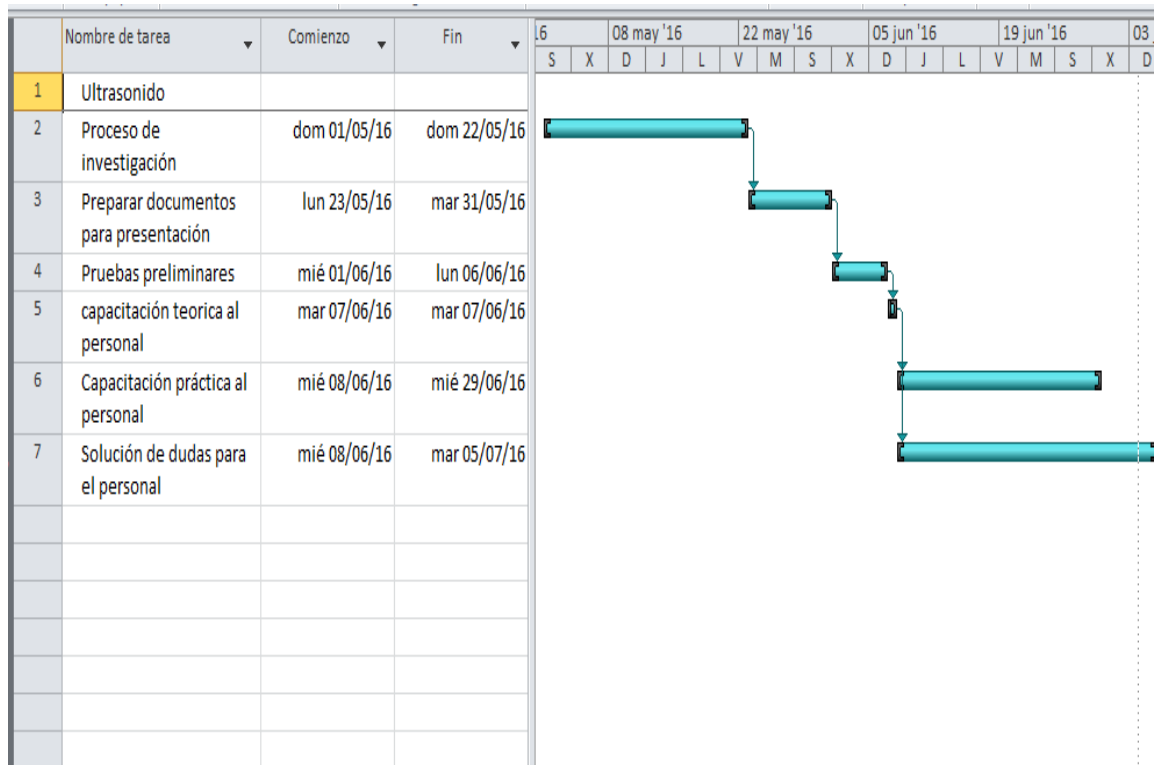 Nombre de tarea Comienzo Fin
16 08 may '16 22 may '16 05 jun '16 19 jun '16 03
S X D J L V M S X D J L V M S X D
1 Ultrasonido
2 Proceso de investigación dom 01/05/16 dom 22/05/16
3 Preparar documentos para presentación lun 23/05/16 mar 31/05/16
4 Pruebas preliminares mié 01/06/16 lun 06/06/16
5 capacitación teorica al personal mar 07/06/16 mar 07/06/16
6 Capacitación práctica al personal mié 08/06/16 mié 29/06/16
7 Solución de dudas para el personal mié 08/06/16 mar 05/07/16